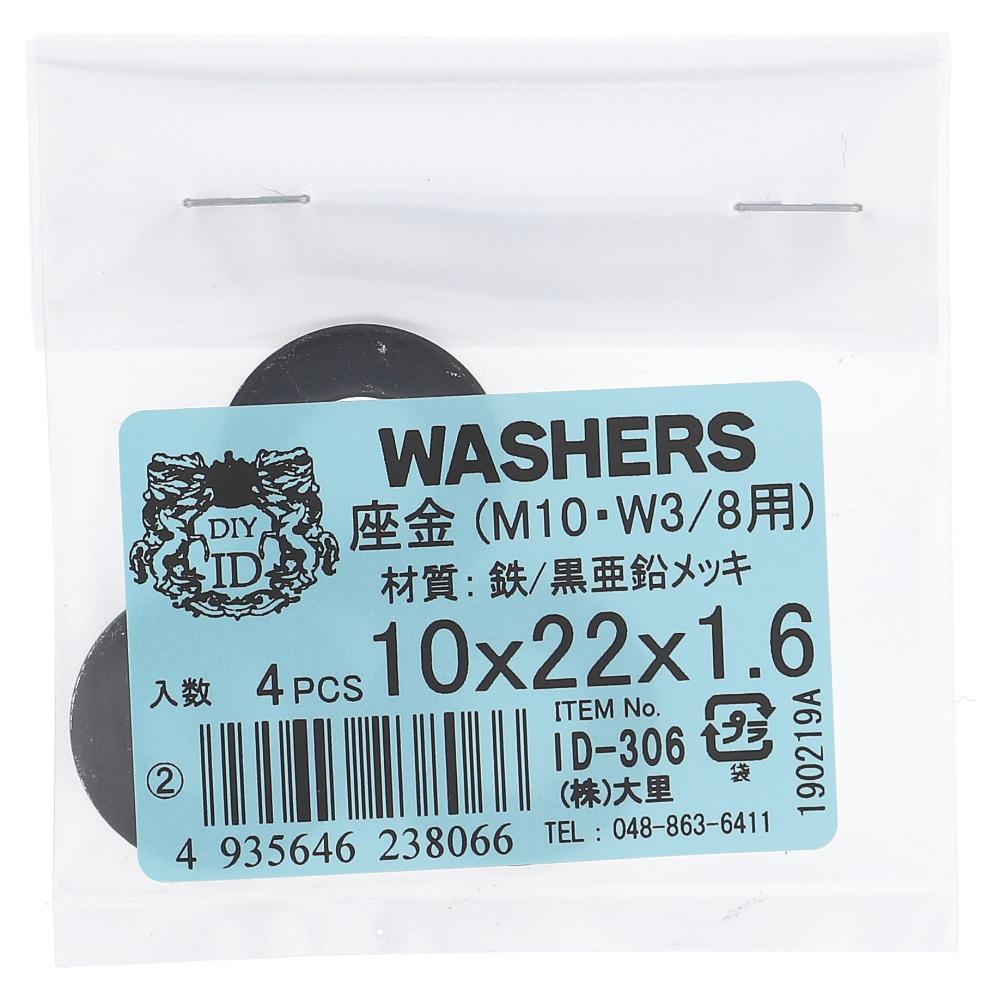 WASHERS
座金(M10・W3/8用)
材質:鉄/黒亜鉛メッキ
DIY
ID
入数 4PCS 10x22x1.6
ITEM No.
ID-306
(株)大里
TEL : 048-863-6411
プラ
袋
190219A
②
4 935646 238066